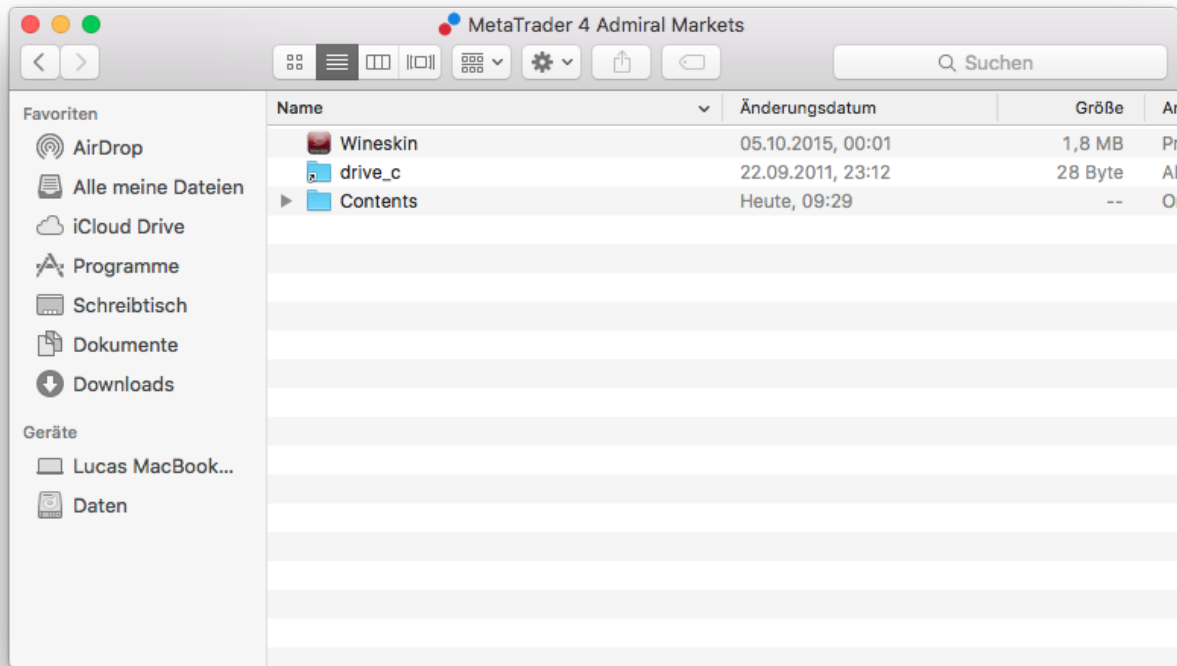 MetaTrader 4 Admiral Markets
Suchen
Favoriten
AirDrop
Alle meine Dateien
iCloud Drive
Programme
Schreibtisch
Dokumente
Downloads
Geräte
Lucas MacBook...
Daten
Name Änderungsdatum Größe
Wineskin 05.10.2015, 00:01 1,8 MB
drive_c 22.09.2011, 23:12 28 Byte
Contents Heute, 09:29 --